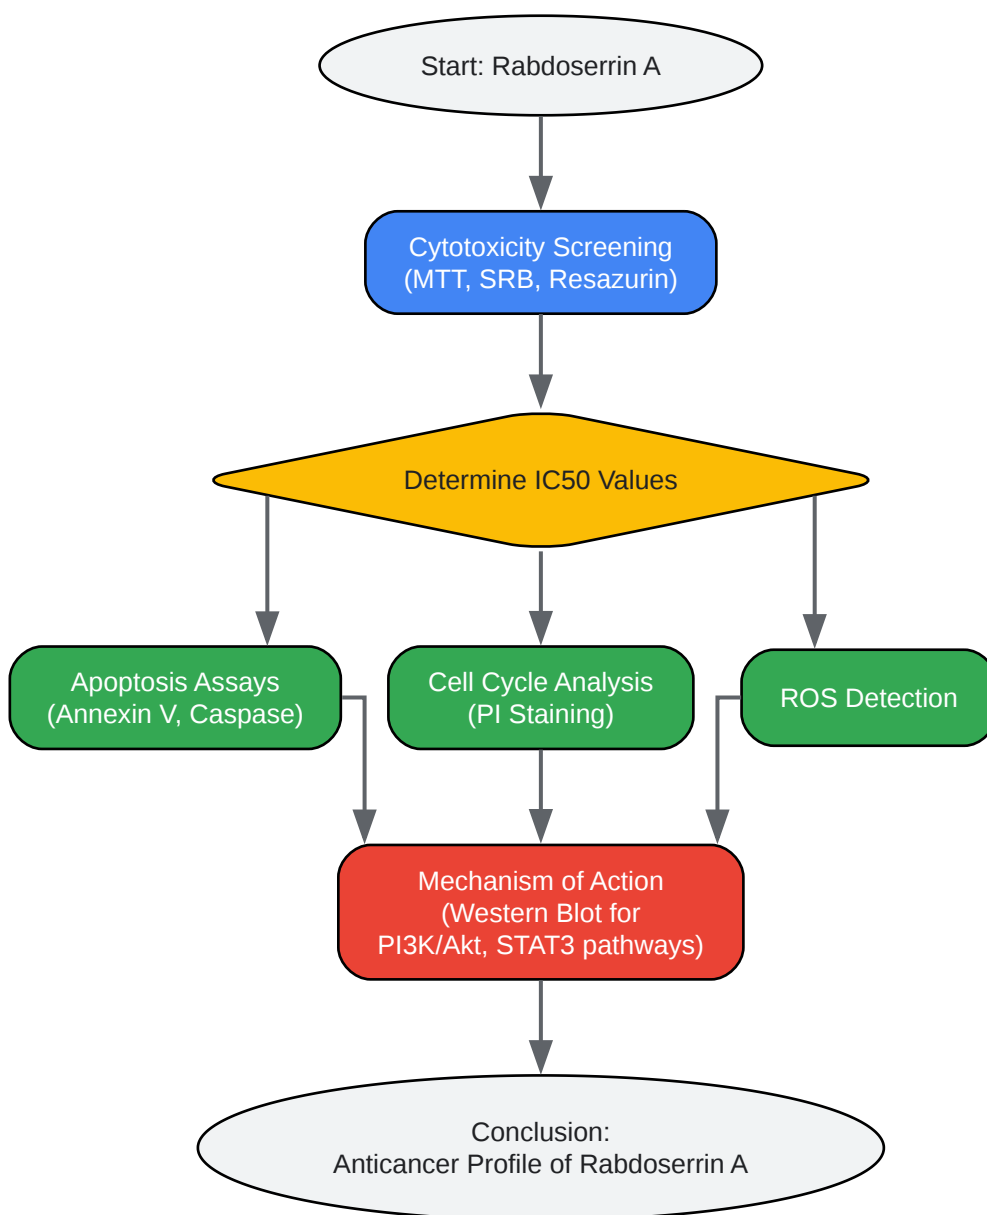 Start: Rabdoserrin A
Cytotoxicity Screening
(MTT, SRB, Resazurin)
Determine IC50 Values
Apoptosis Assays
(Annexin V, Caspase)
Cell Cycle Analysis
(PI Staining)
ROS Detection
Mechanism of Action
(Western Blot for
PI3K/Akt, STAT3 pathways)
Conclusion:
Anticancer Profile of Rabdoserrin A